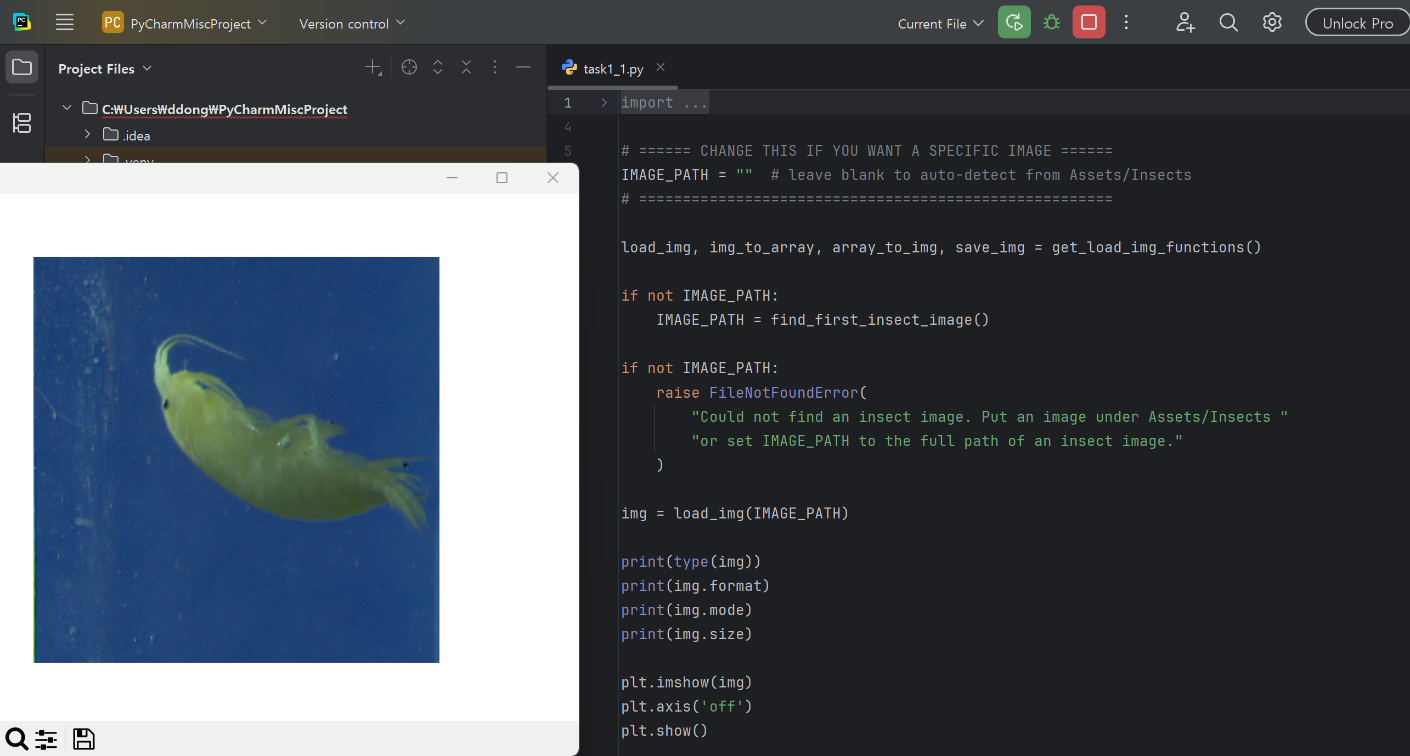 PC PyCharmMiscProject Version control Current File Unlock Pro
Project Files
C:₩Users₩ddong₩PyCharmMiscProject
.idea
task1_1.py
1 import ...
4
5 # ====== CHANGE THIS IF YOU WANT A SPECIFIC IMAGE ======
IMAGE_PATH = "" # leave blank to auto-detect from Assets/Insects
# ======================================================
load_img, img_to_array, array_to_img, save_img = get_load_img_functions()
if not IMAGE_PATH:
    IMAGE_PATH = find_first_insect_image()
if not IMAGE_PATH:
    raise FileNotFoundError(
        "Could not find an insect image. Put an image under Assets/Insects "
        "or set IMAGE_PATH to the full path of an insect image."
    )
img = load_img(IMAGE_PATH)
print(type(img))
print(img.format)
print(img.mode)
print(img.size)
plt.imshow(img)
plt.axis('off')
plt.show()